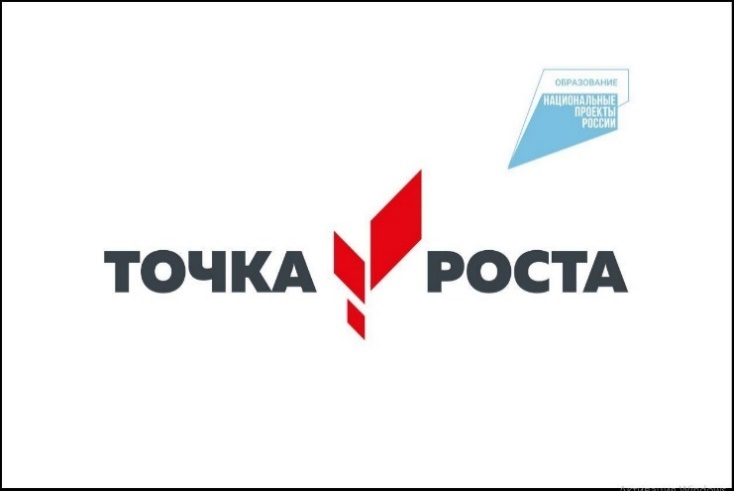 ОБРАЗОВАНИЕ
НАЦИОНАЛЬНЫЕ
ПРОЕКТЫ
РОССИИ
ТОЧКА РОСТА